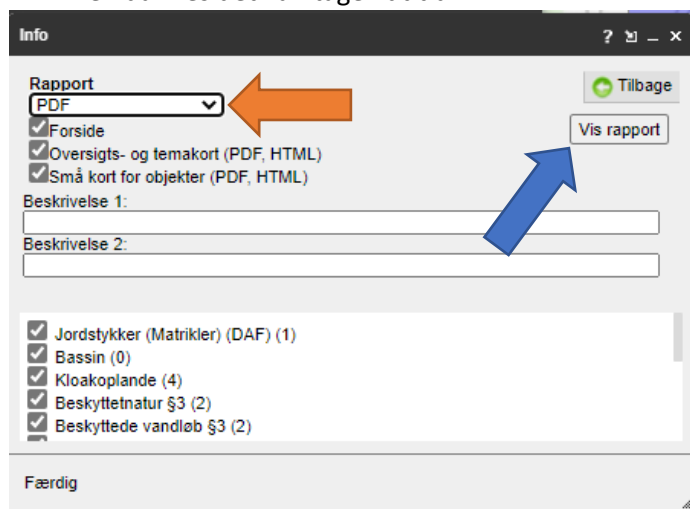 Info
Rapport
PDF
Tilbage
Forside
Vis rapport
Oversigts- og temakort (PDF, HTML)
Små kort for objekter (PDF, HTML)
Beskrivelse 1:
Beskrivelse 2:
Jordstykker (Matrikler) (DAF) (1)
Bassin (0)
Kloakoplande (4)
Beskyttetnatur §3 (2)
Beskyttede vandløb §3 (2)
Færdig